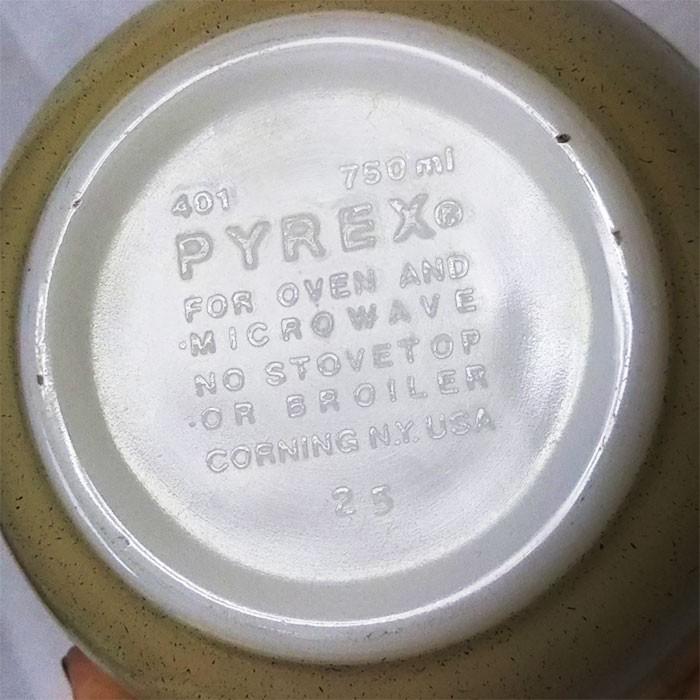 401 750 ml
PYREX®
FOR OVEN AND
MICROWAVE
NO STOVETOP
OR BROILER
CORNING N.Y. USA
25